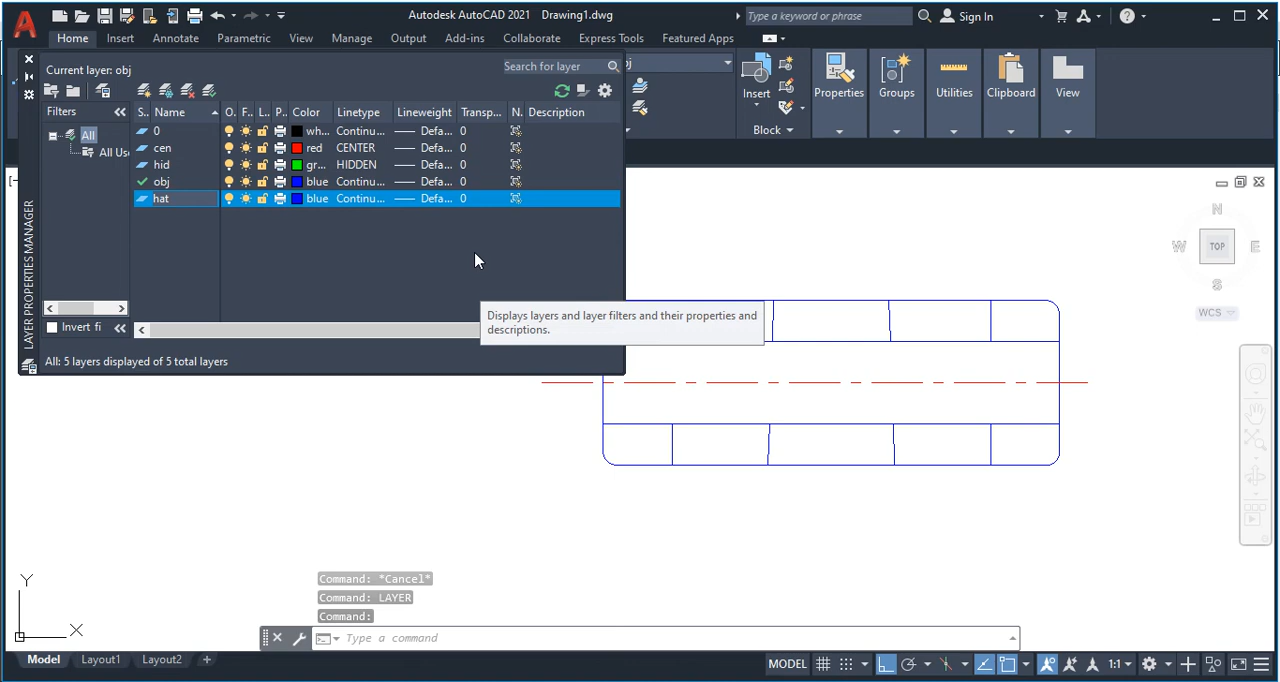 Autodesk AutoCAD 2021 Drawing1.dwg
Type a keyword or phrase
Sign In
Home Insert Annotate Parametric View Manage Output Add-ins Collaborate Express Tools Featured Apps
Current layer: obj
Search for layer
Filters
All
All Use
S.. Name O. F.. L.. P.. Color Linetype Lineweight Transp... N. Description
0 wh... Continu... Defa... 0
cen red CENTER Defa... 0
hid gr... HIDDEN Defa... 0
obj blue Continu... Defa... 0
hat blue Continu... Defa... 0
Invert fi
All: 5 layers displayed of 5 total layers
LAYER PROPERTIES MANAGER
Displays layers and layer filters and their properties and
descriptions.
Insert
Block
Properties
Groups
Utilities
Clipboard
View
N
W TOP E
S
WCS
Y
X
Command: *Cancel*
Command: LAYER
Command:
Type a command
Model Layout1 Layout2 +
MODEL 1:1